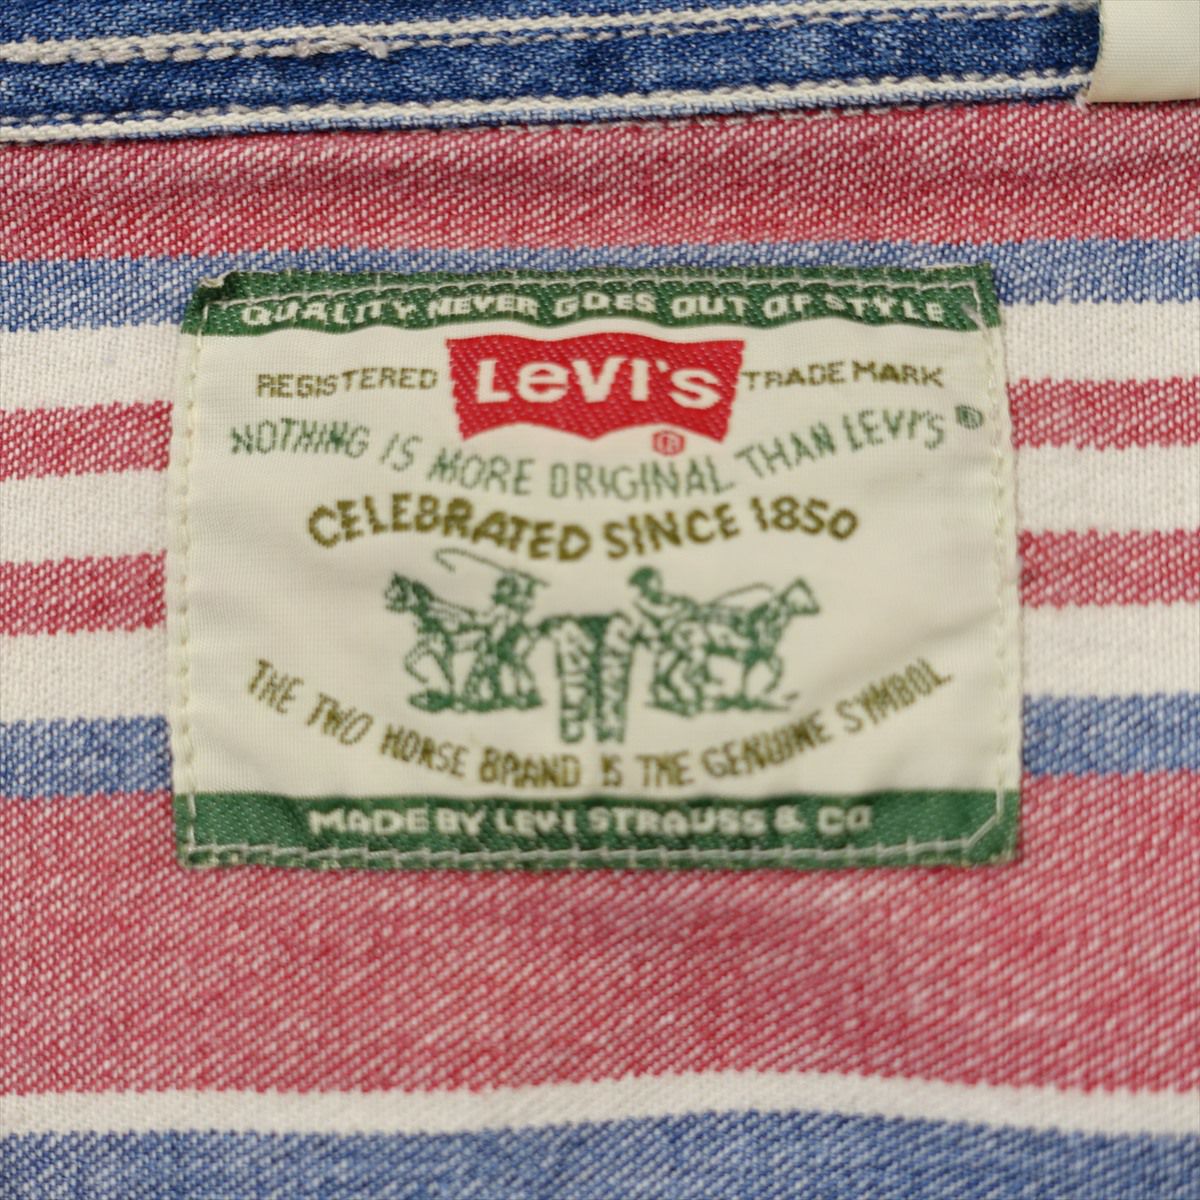 QUALITY NEVER GOES OUT OF STYLE
REGISTERED LEVI'S ® TRADE MARK
NOTHING IS MORE ORIGINAL THAN LEVI'S ®
CELEBRATED SINCE 1850
THE TWO HORSE BRAND IS THE GENUINE SYMBOL
MADE BY LEVI STRAUSS & CO